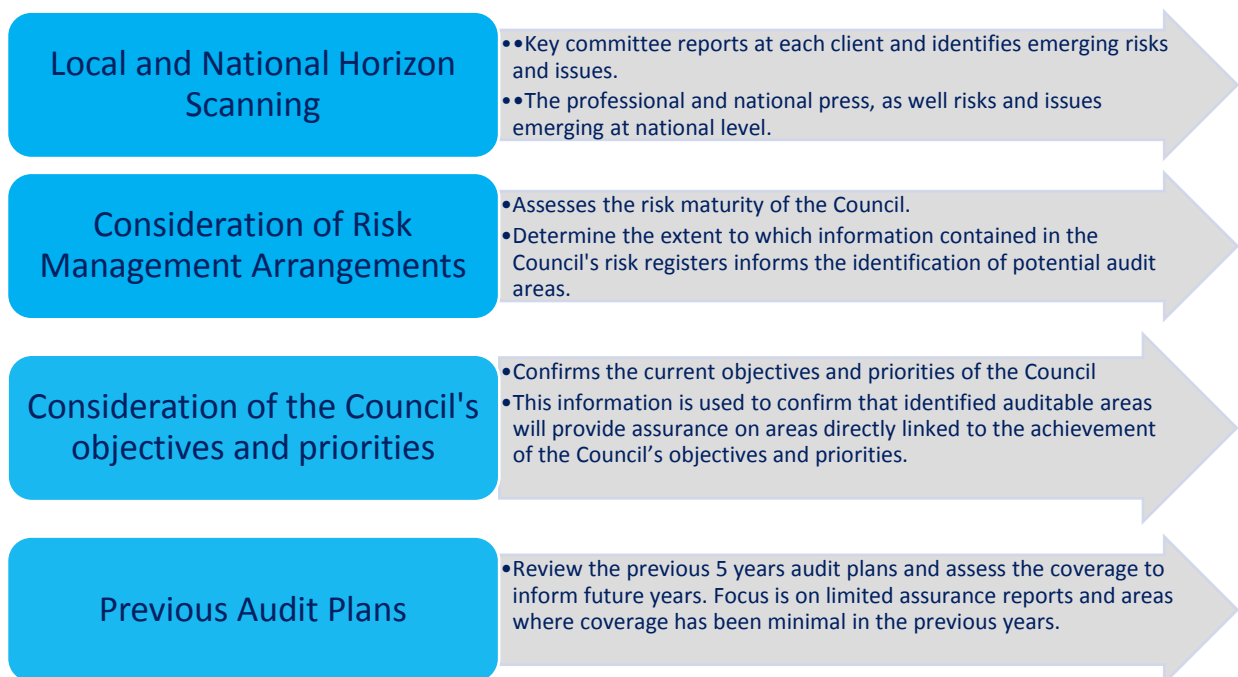 Local and National Horizon
Scanning
••Key committee reports at each client and identifies emerging risks
and issues.
••The professional and national press, as well risks and issues
emerging at national level.
Consideration of Risk
Management Arrangements
•Assesses the risk maturity of the Council.
•Determine the extent to which information contained in the
Council's risk registers informs the identification of potential audit
areas.
Consideration of the Council's
objectives and priorities
•Confirms the current objectives and priorities of the Council
•This information is used to confirm that identified auditable areas
will provide assurance on areas directly linked to the achievement
of the Council’s objectives and priorities.
Previous Audit Plans
•Review the previous 5 years audit plans and assess the coverage to
inform future years. Focus is on limited assurance reports and areas
where coverage has been minimal in the previous years.